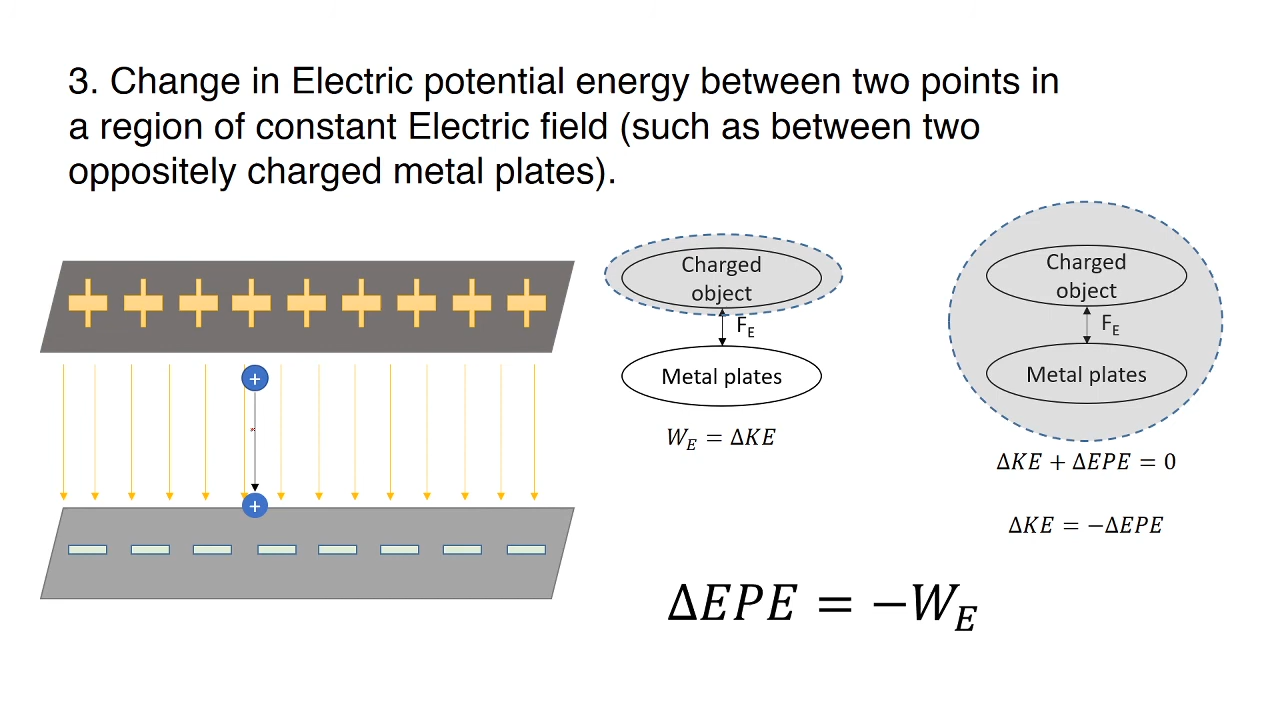 3. Change in Electric potential energy between two points in
a region of constant Electric field (such as between two
oppositely charged metal plates).
+ + + + + + + + +
+
+
Charged
object
F_E
Metal plates
W_E = ΔKE
Charged
object
F_E
Metal plates
ΔKE + ΔEPE = 0
ΔKE = −ΔEPE
ΔEPE = −W_E